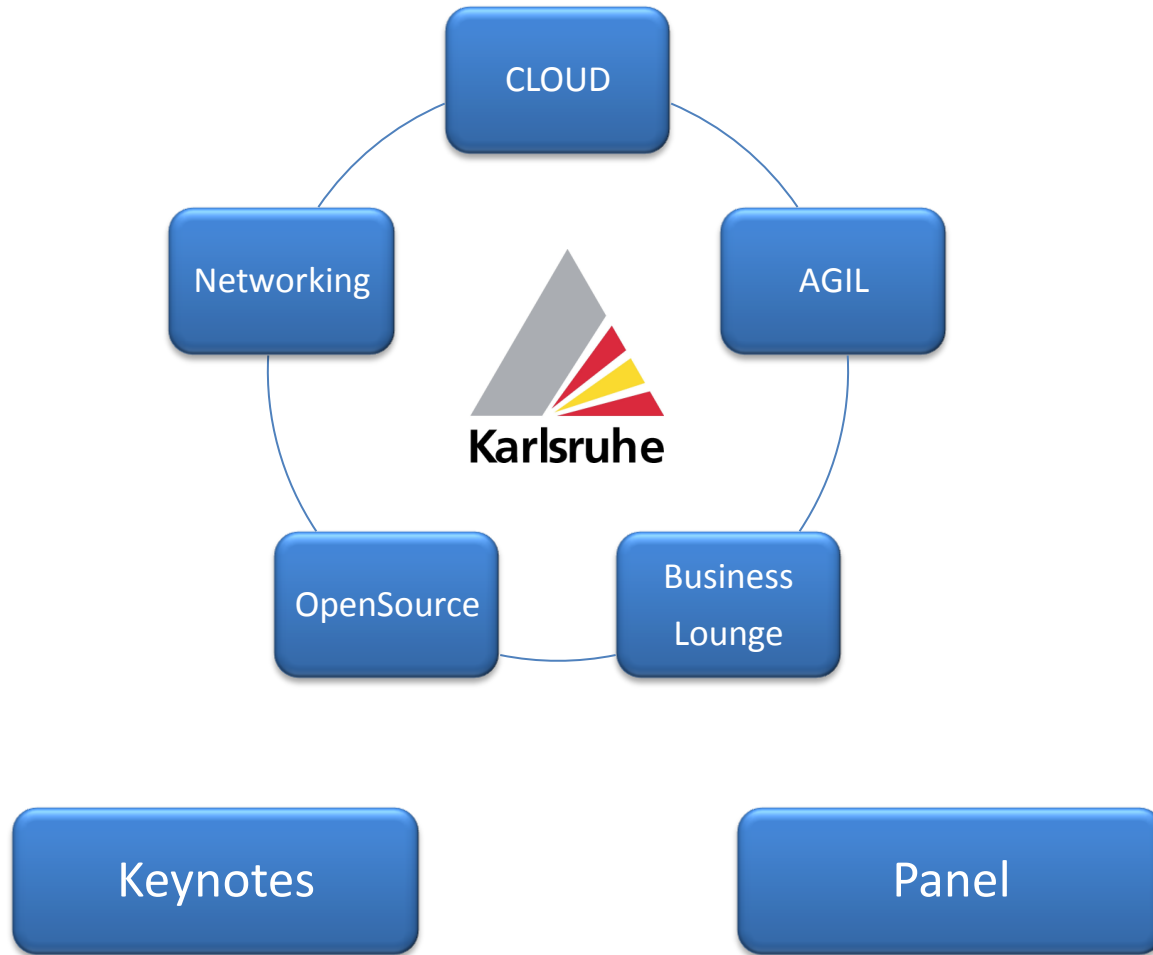 CLOUD
Networking
AGIL
Karlsruhe
OpenSource
Business
Lounge
Keynotes
Panel